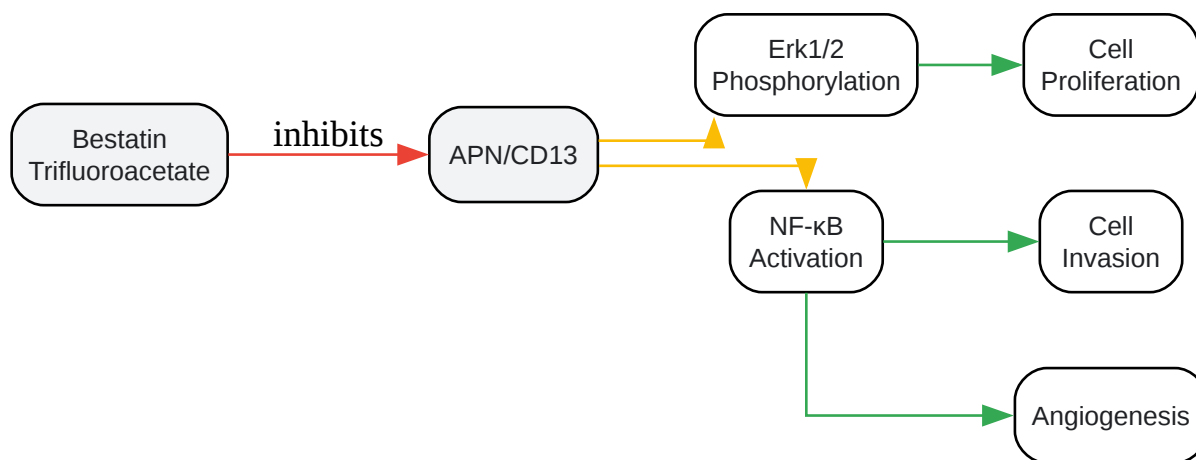 Bestatin
Trifluoroacetate
inhibits
APN/CD13
Erk1/2
Phosphorylation
Cell
Proliferation
NF-κB
Activation
Cell
Invasion
Angiogenesis